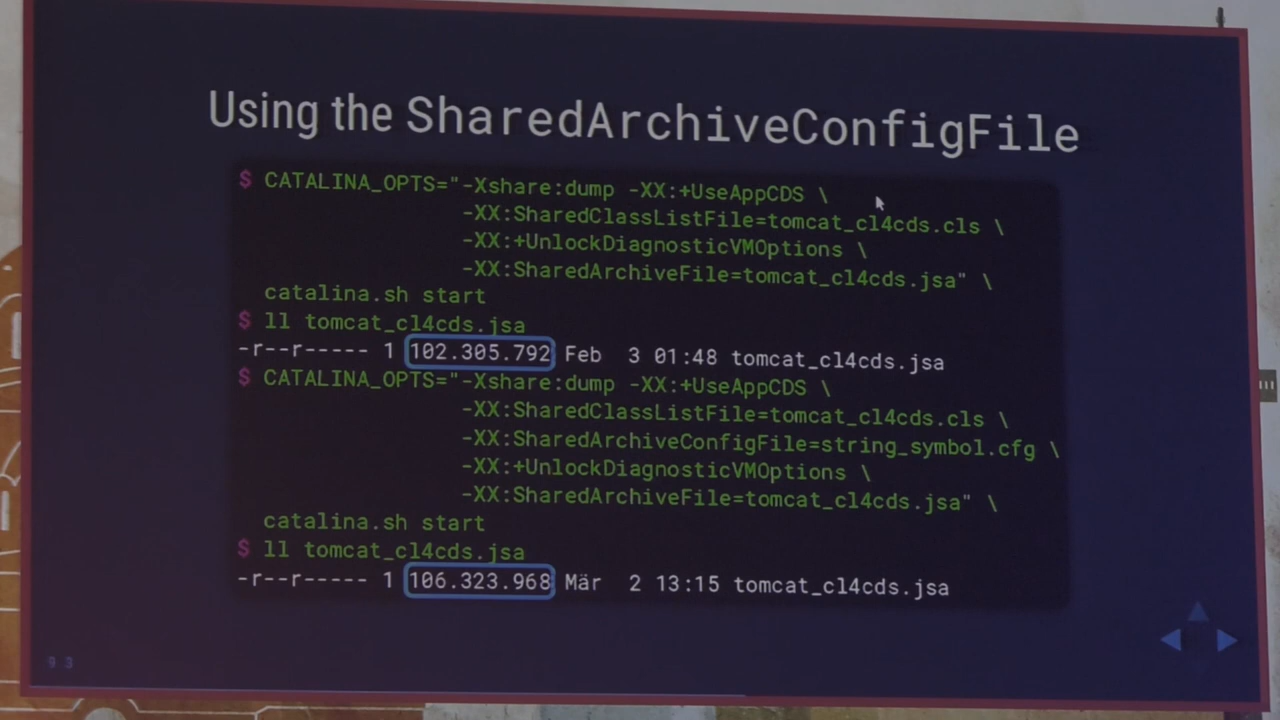 Using the SharedArchiveConfigFile
$ CATALINA_OPTS="-Xshare:dump -XX:+UseAppCDS \
-XX:SharedClassListFile=tomcat_cl4cds.cls \
-XX:+UnlockDiagnosticVMOptions \
-XX:SharedArchiveFile=tomcat_cl4cds.jsa" \
catalina.sh start
$ ll tomcat_cl4cds.jsa
-r--r----- 1 102.305.792 Feb 3 01:48 tomcat_cl4cds.jsa
$ CATALINA_OPTS="-Xshare:dump -XX:+UseAppCDS \
-XX:SharedClassListFile=tomcat_cl4cds.cls \
-XX:SharedArchiveConfigFile=string_symbol.cfg \
-XX:+UnlockDiagnosticVMOptions \
-XX:SharedArchiveFile=tomcat_cl4cds.jsa" \
catalina.sh start
$ ll tomcat_cl4cds.jsa
-r--r----- 1 106.323.968 Mär 2 13:15 tomcat_cl4cds.jsa
9 3